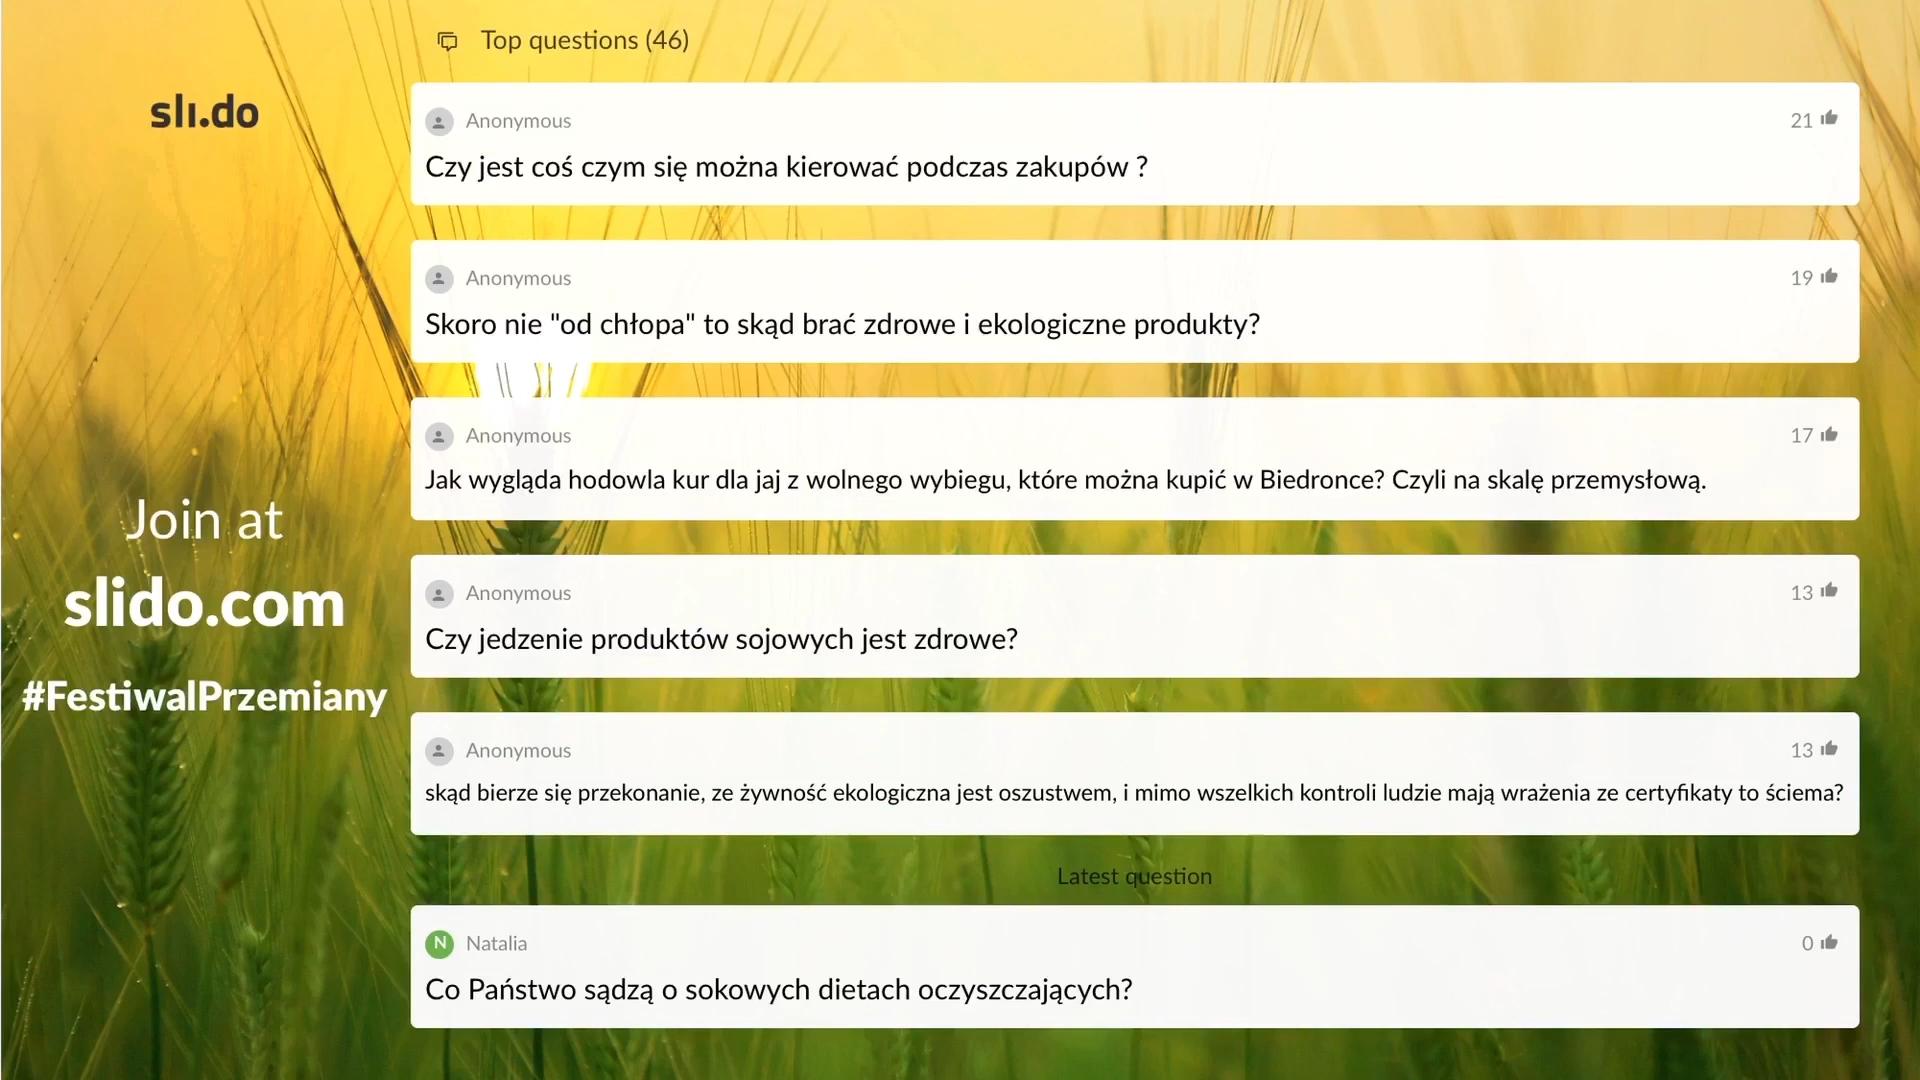 Top questions (46)
slı.do
Anonymous
21
Czy jest coś czym się można kierować podczas zakupów ?
Anonymous
19
Skoro nie "od chłopa" to skąd brać zdrowe i ekologiczne produkty?
Anonymous
17
Jak wygląda hodowla kur dla jaj z wolnego wybiegu, które można kupić w Biedronce? Czyli na skalę przemysłową.
Join at
slido.com
#FestiwalPrzemiany
Anonymous
13
Czy jedzenie produktów sojowych jest zdrowe?
Anonymous
13
skąd bierze się przekonanie, ze żywność ekologiczna jest oszustwem, i mimo wszelkich kontroli ludzie mają wrażenia ze certyfikaty to ściema?
Latest question
N Natalia
0
Co Państwo sądzą o sokowych dietach oczyszczających?